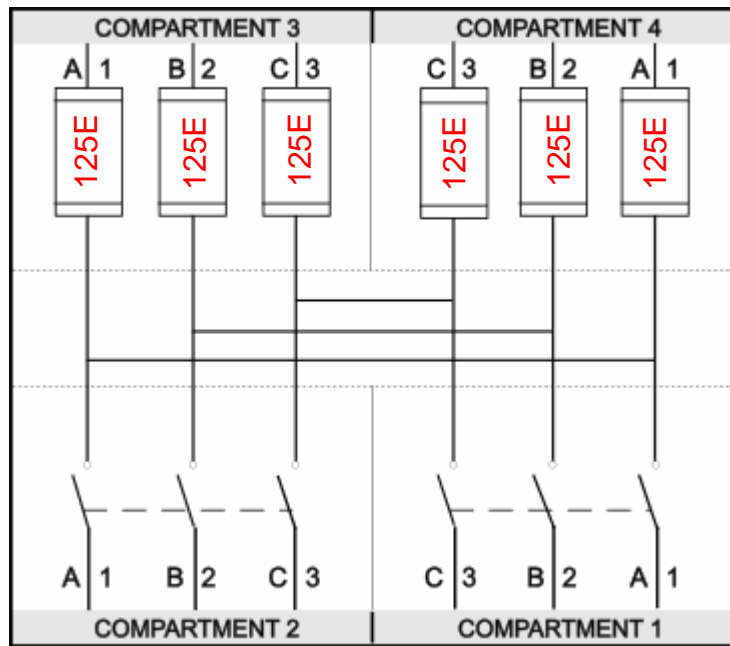 COMPARTMENT 3 COMPARTMENT 4
A 1 B 2 C 3 C 3 B 2 A 1
125E 125E 125E 125E 125E 125E
A 1 B 2 C 3 C 3 B 2 A 1
COMPARTMENT 2 COMPARTMENT 1